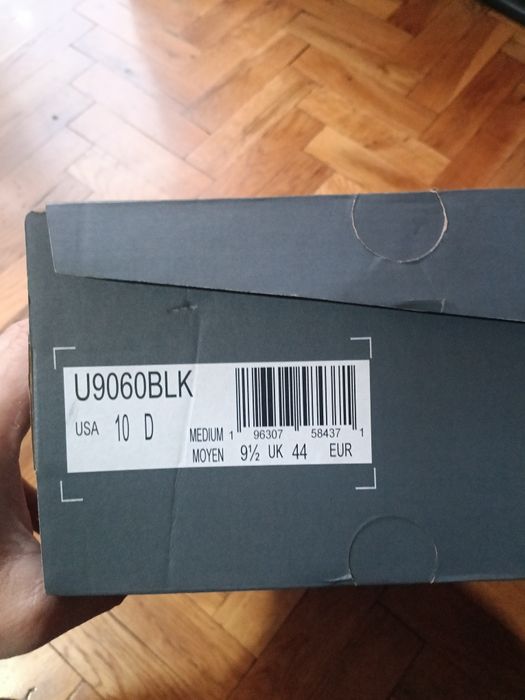 U9060BLK
USA 10 D MEDIUM 1 96307 58437 1
MOYEN 9½ UK 44 EUR